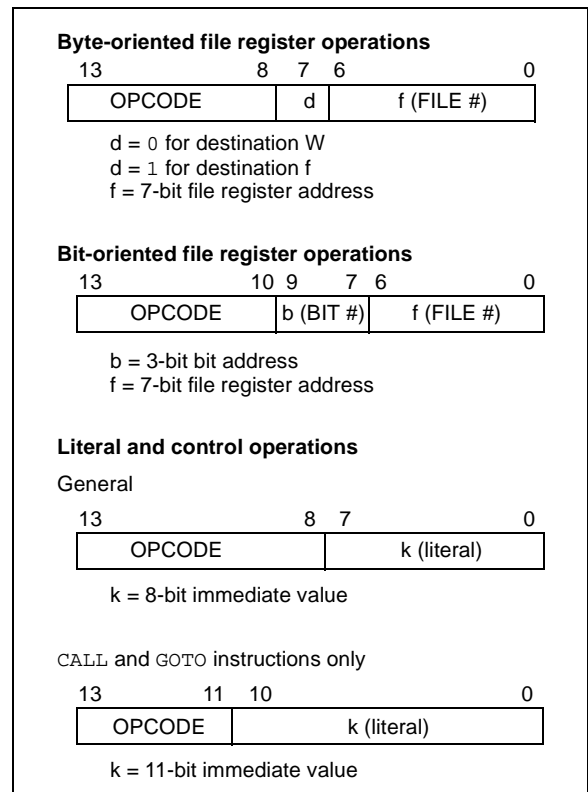 Byte-oriented file register operations
13 8 7 6 0
OPCODE d f (FILE #)
d = 0 for destination W
d = 1 for destination f
f = 7-bit file register address
Bit-oriented file register operations
13 10 9 7 6 0
OPCODE b (BIT #) f (FILE #)
b = 3-bit bit address
f = 7-bit file register address
Literal and control operations
General
13 8 7 0
OPCODE k (literal)
k = 8-bit immediate value
CALL and GOTO instructions only
13 11 10 0
OPCODE k (literal)
k = 11-bit immediate value